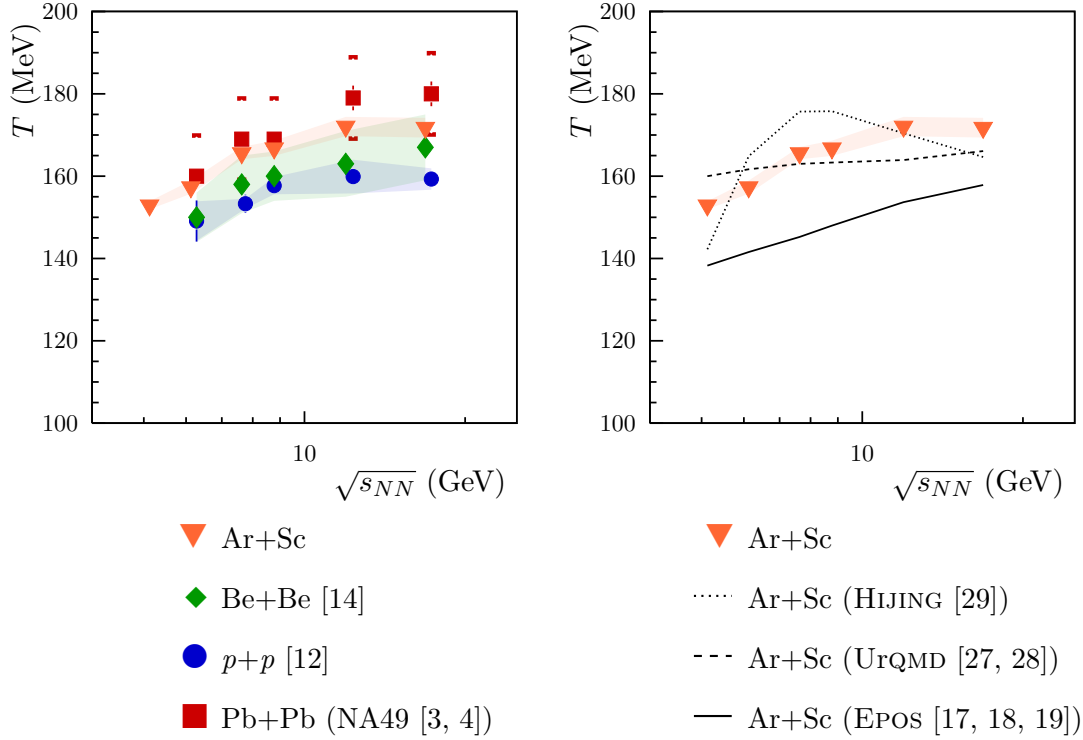 T (MeV)
200
180
160
140
120
100
10
√sNN (GeV)
Ar+Sc
Be+Be [14]
p+p [12]
Pb+Pb (NA49 [3, 4])
T (MeV)
200
180
160
140
120
100
10
√sNN (GeV)
Ar+Sc
Ar+Sc (HIJING [29])
Ar+Sc (UrQMD [27, 28])
Ar+Sc (EPOS [17, 18, 19])